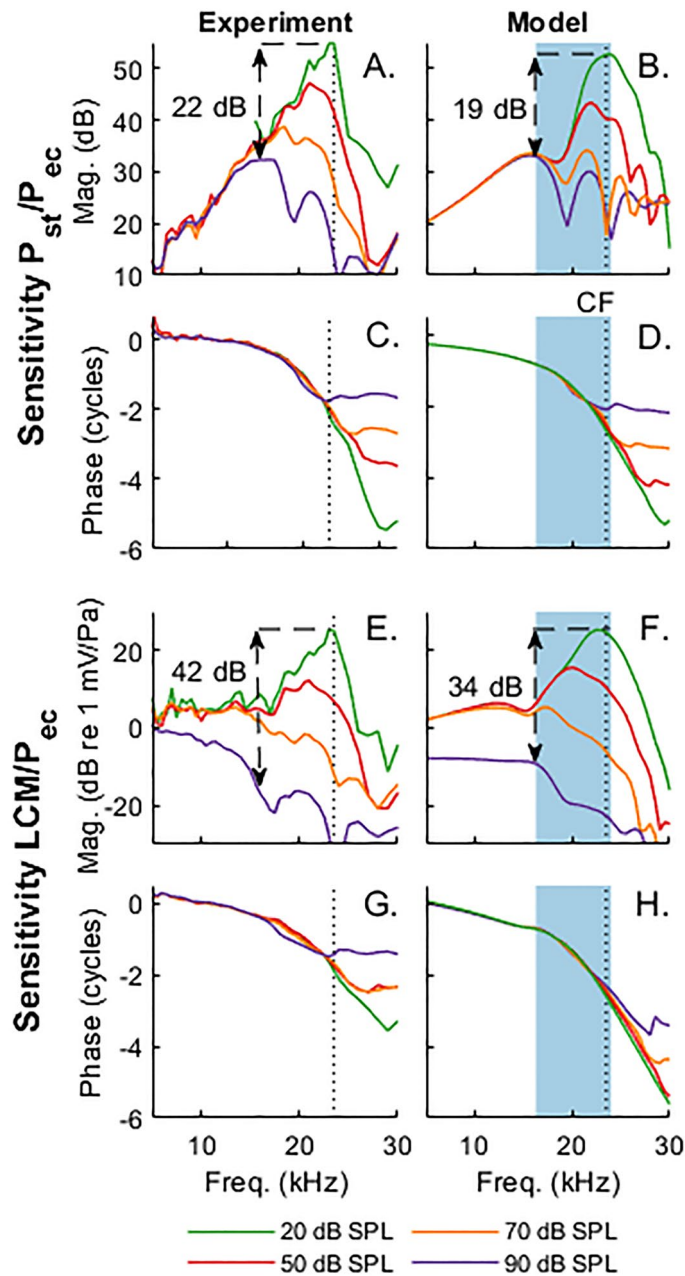 Experiment Model
Sensitivity P st /P ec
Mag. (dB)
50
40
30
20
10
22 dB
A.
19 dB
B.
Phase (cycles)
0
-2
-4
-6
C.
CF
D.
Sensitivity LCM/P ec
Mag. (dB re 1 mV/Pa)
20
0
-20
42 dB
E.
34 dB
F.
Phase (cycles)
0
-2
-4
-6
G.
H.
10 20 30 10 20 30
Freq. (kHz) Freq. (kHz)
20 dB SPL 70 dB SPL
50 dB SPL 90 dB SPL